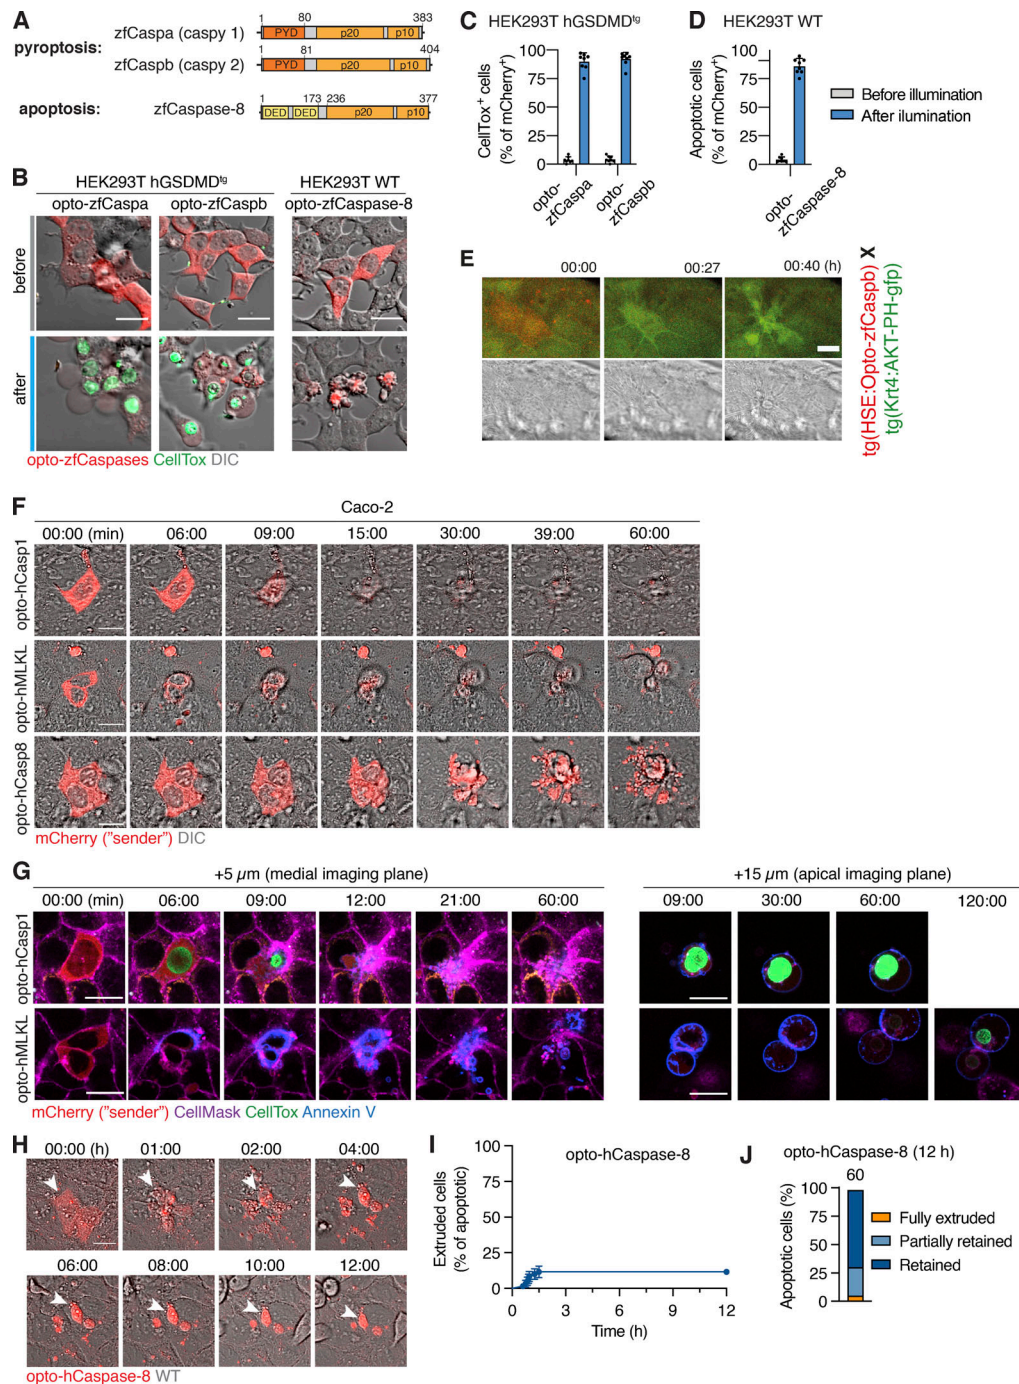 A
pyroptosis:
zfCaspa (caspy 1)
1 80 383
PYD p20 p10
zfCaspb (caspy 2)
1 81 404
PYD p20 p10
apoptosis:
zfCaspase-8
1 173 236 377
DED DED p20 p10
B
HEK293T hGSDMDtg
HEK293T WT
opto-zfCaspa
opto-zfCaspb
opto-zfCaspase-8
before
after
opto-zfCaspases CellTox DIC
C
HEK293T hGSDMDtg
CellTox+ cells
(% of mCherry+)
100
75
50
25
0
opto-
zfCaspa
opto-
zfCaspb
D
HEK293T WT
Apoptotic cells
(% of mCherry+)
100
75
50
25
0
opto-
zfCaspase-8
Before illumination
After ilumination
E
00:00
00:27
00:40 (h)
tg(HSE:Opto-zfCaspb) X
tg(Krt4:AKT-PH-gfp)
F
Caco-2
00:00 (min) 06:00 09:00 15:00 30:00 39:00 60:00
opto-hCasp1
opto-hMLKL
opto-hCasp8
mCherry ("sender") DIC
G
+5 µm (medial imaging plane)
00:00 (min) 06:00 09:00 12:00 21:00 60:00
+15 µm (apical imaging plane)
09:00 30:00 60:00 120:00
opto-hCasp1
opto-hMLKL
mCherry ("sender") CellMask CellTox Annexin V
H
00:00 (h) 01:00 02:00 04:00
06:00 08:00 10:00 12:00
opto-hCaspase-8 WT
I
opto-hCaspase-8
Extruded cells
(% of apoptotic)
100
75
50
25
0
0 3 6 9 12
Time (h)
J
opto-hCaspase-8 (12 h)
60
Apoptotic cells (%)
100
75
50
25
0
Fully extruded
Partially retained
Retained